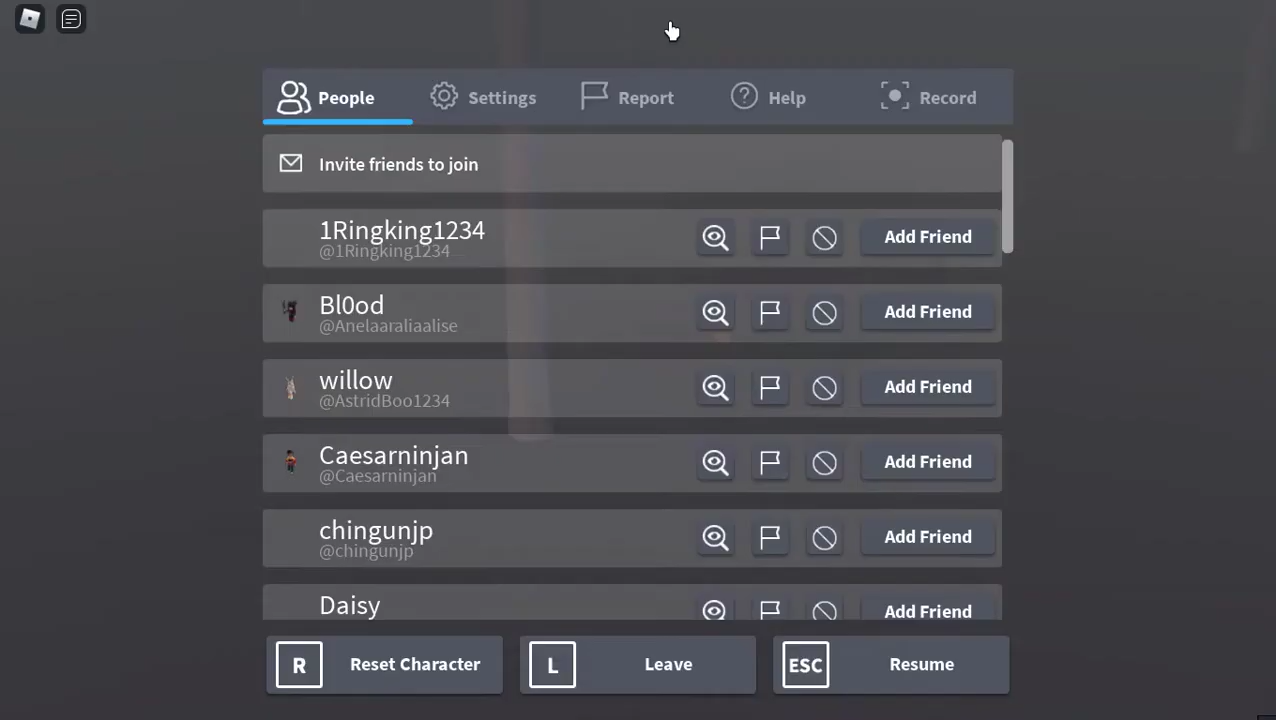 People Settings Report Help Record
Invite friends to join
1Ringking1234
@1Ringking1234
Add Friend
Bl0od
@Anelaaraliaalise
Add Friend
willow
@AstridBoo1234
Add Friend
Caesarninjan
@Caesarninjan
Add Friend
chingunjp
@chingunjp
Add Friend
Daisy
Add Friend
R Reset Character L Leave ESC Resume